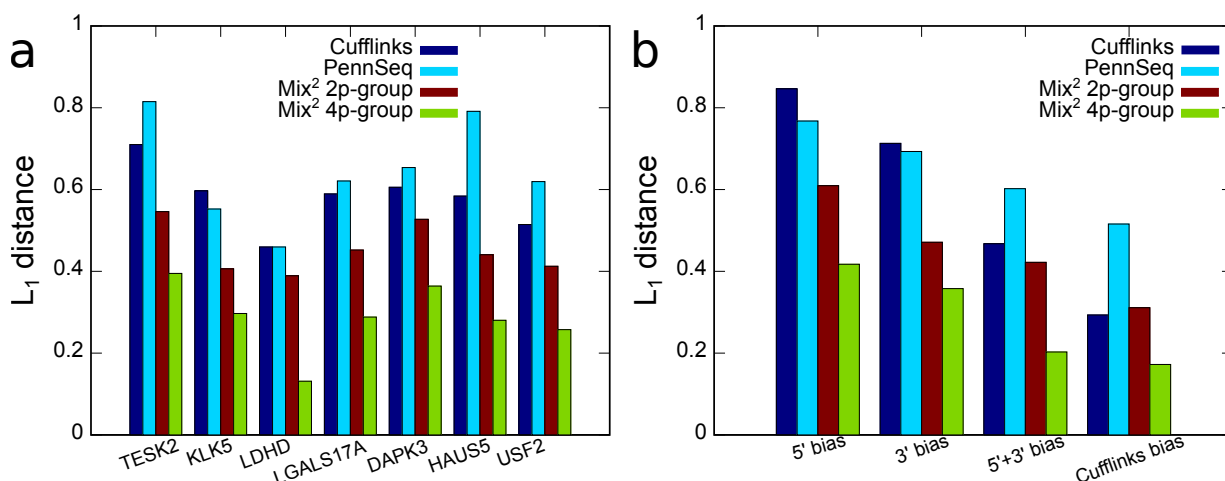 a
L₁ distance
1
0.8
0.6
0.4
0.2
0
Cufflinks
PennSeq
Mix² 2p-group
Mix² 4p-group
TESK2
KLK5
LDHD
LGALS17A
DAPK3
HAUS5
USF2
b
L₁ distance
1
0.8
0.6
0.4
0.2
0
Cufflinks
PennSeq
Mix² 2p-group
Mix² 4p-group
5' bias
3' bias
5'+3' bias
Cufflinks bias